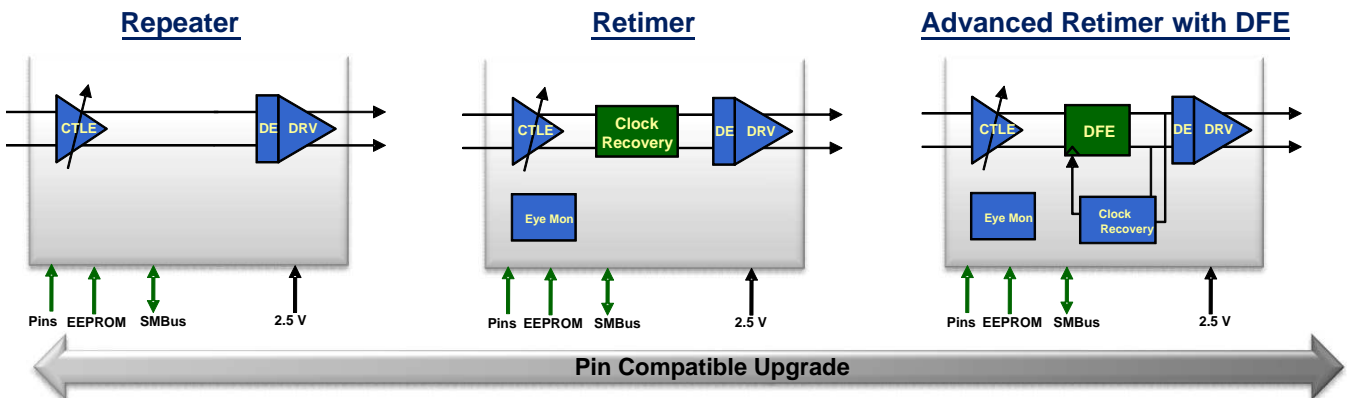 Repeater
Retimer
Advanced Retimer with DFE
CTLE
DE
DRV
CTLE
Clock
Recovery
DE
DRV
Eye Mon
CTLE
DFE
DE
DRV
Eye Mon
Clock
Recovery
Pins
EEPROM
SMBus
2.5 V
Pins
EEPROM
SMBus
2.5 V
Pins
EEPROM
SMBus
2.5 V
Pin Compatible Upgrade